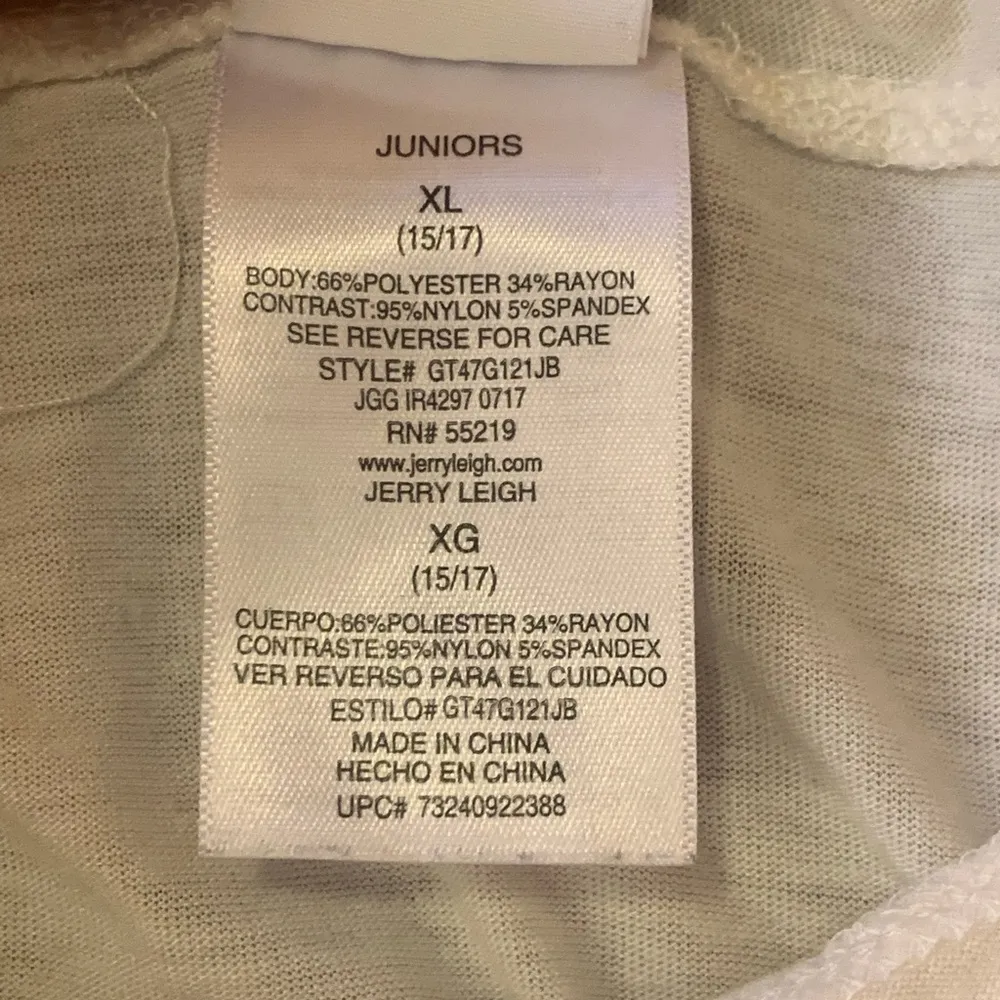 JUNIORS
XL
(15/17)
BODY:66%POLYESTER 34%RAYON
CONTRAST:95%NYLON 5%SPANDEX
SEE REVERSE FOR CARE
STYLE# GT47G121JB
JGG IR4297 0717
RN# 55219
www.jerryleigh.com
JERRY LEIGH
XG
(15/17)
CUERPO:66%POLIESTER 34%RAYON
CONTRASTE:95%NYLON 5%SPANDEX
VER REVERSO PARA EL CUIDADO
ESTILO# GT47G121JB
MADE IN CHINA
HECHO EN CHINA
UPC# 73240922388